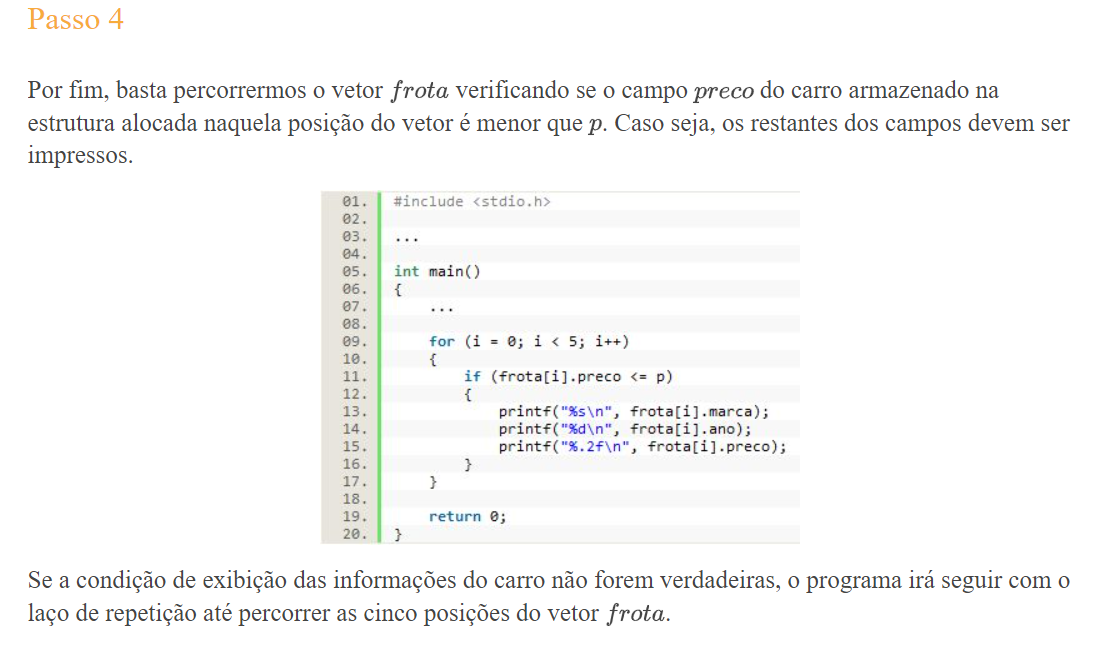 Passo 4
Por fim, basta percorrermos o vetor frota verificando se o campo preco do carro armazenado na
estrutura alocada naquela posição do vetor é menor que p. Caso seja, os restantes dos campos devem ser
impressos.
01. #include <stdio.h>
02.
03. ...
04.
05. int main()
06. {
07.     ...
08.
09.     for (i = 0; i < 5; i++)
10.     {
11.         if (frota[i].preco <= p)
12.         {
13.             printf("%s\n", frota[i].marca);
14.             printf("%d\n", frota[i].ano);
15.             printf("%.2f\n", frota[i].preco);
16.         }
17.     }
18.
19.     return 0;
20. }
Se a condição de exibição das informações do carro não forem verdadeiras, o programa irá seguir com o
laço de repetição até percorrer as cinco posições do vetor frota.